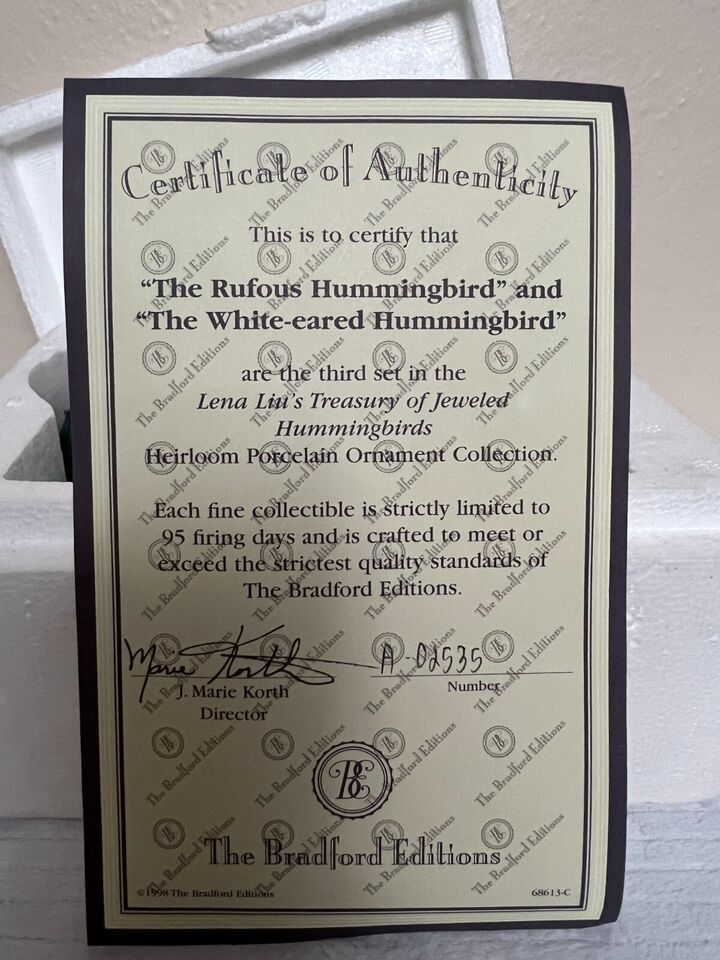 Certificate of Authenticity
This is to certify that
“The Rufous Hummingbird” and
“The White-eared Hummingbird”
are the third set in the
Lena Liu's Treasury of Jeweled
Hummingbirds
Heirloom Porcelain Ornament Collection.
Each fine collectible is strictly limited to
95 firing days and is crafted to meet or
exceed the strictest quality standards of
The Bradford Editions.
Marie Korth
A-02535
J. Marie Korth
Number
Director
BE
The Bradford Editions
©1998 The Bradford Editions
68613-C